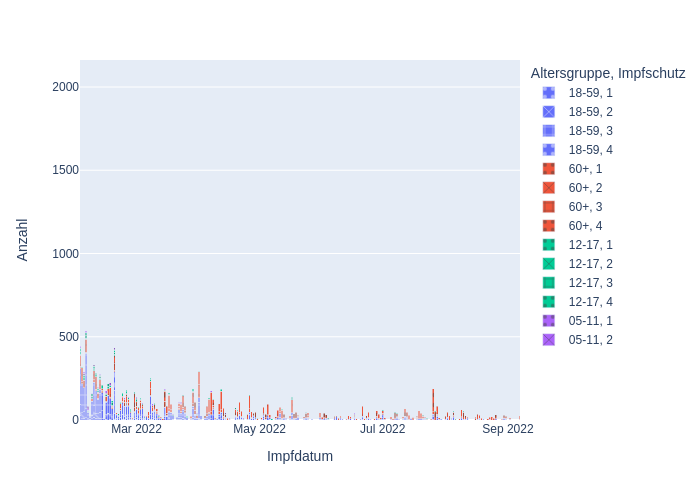 Altersgruppe, Impfschutz
18-59, 1
18-59, 2
18-59, 3
18-59, 4
60+, 1
60+, 2
60+, 3
60+, 4
12-17, 1
12-17, 2
12-17, 3
12-17, 4
05-11, 1
05-11, 2
2000
1500
1000
500
0
Anzahl
Mar 2022
May 2022
Jul 2022
Sep 2022
Impfdatum